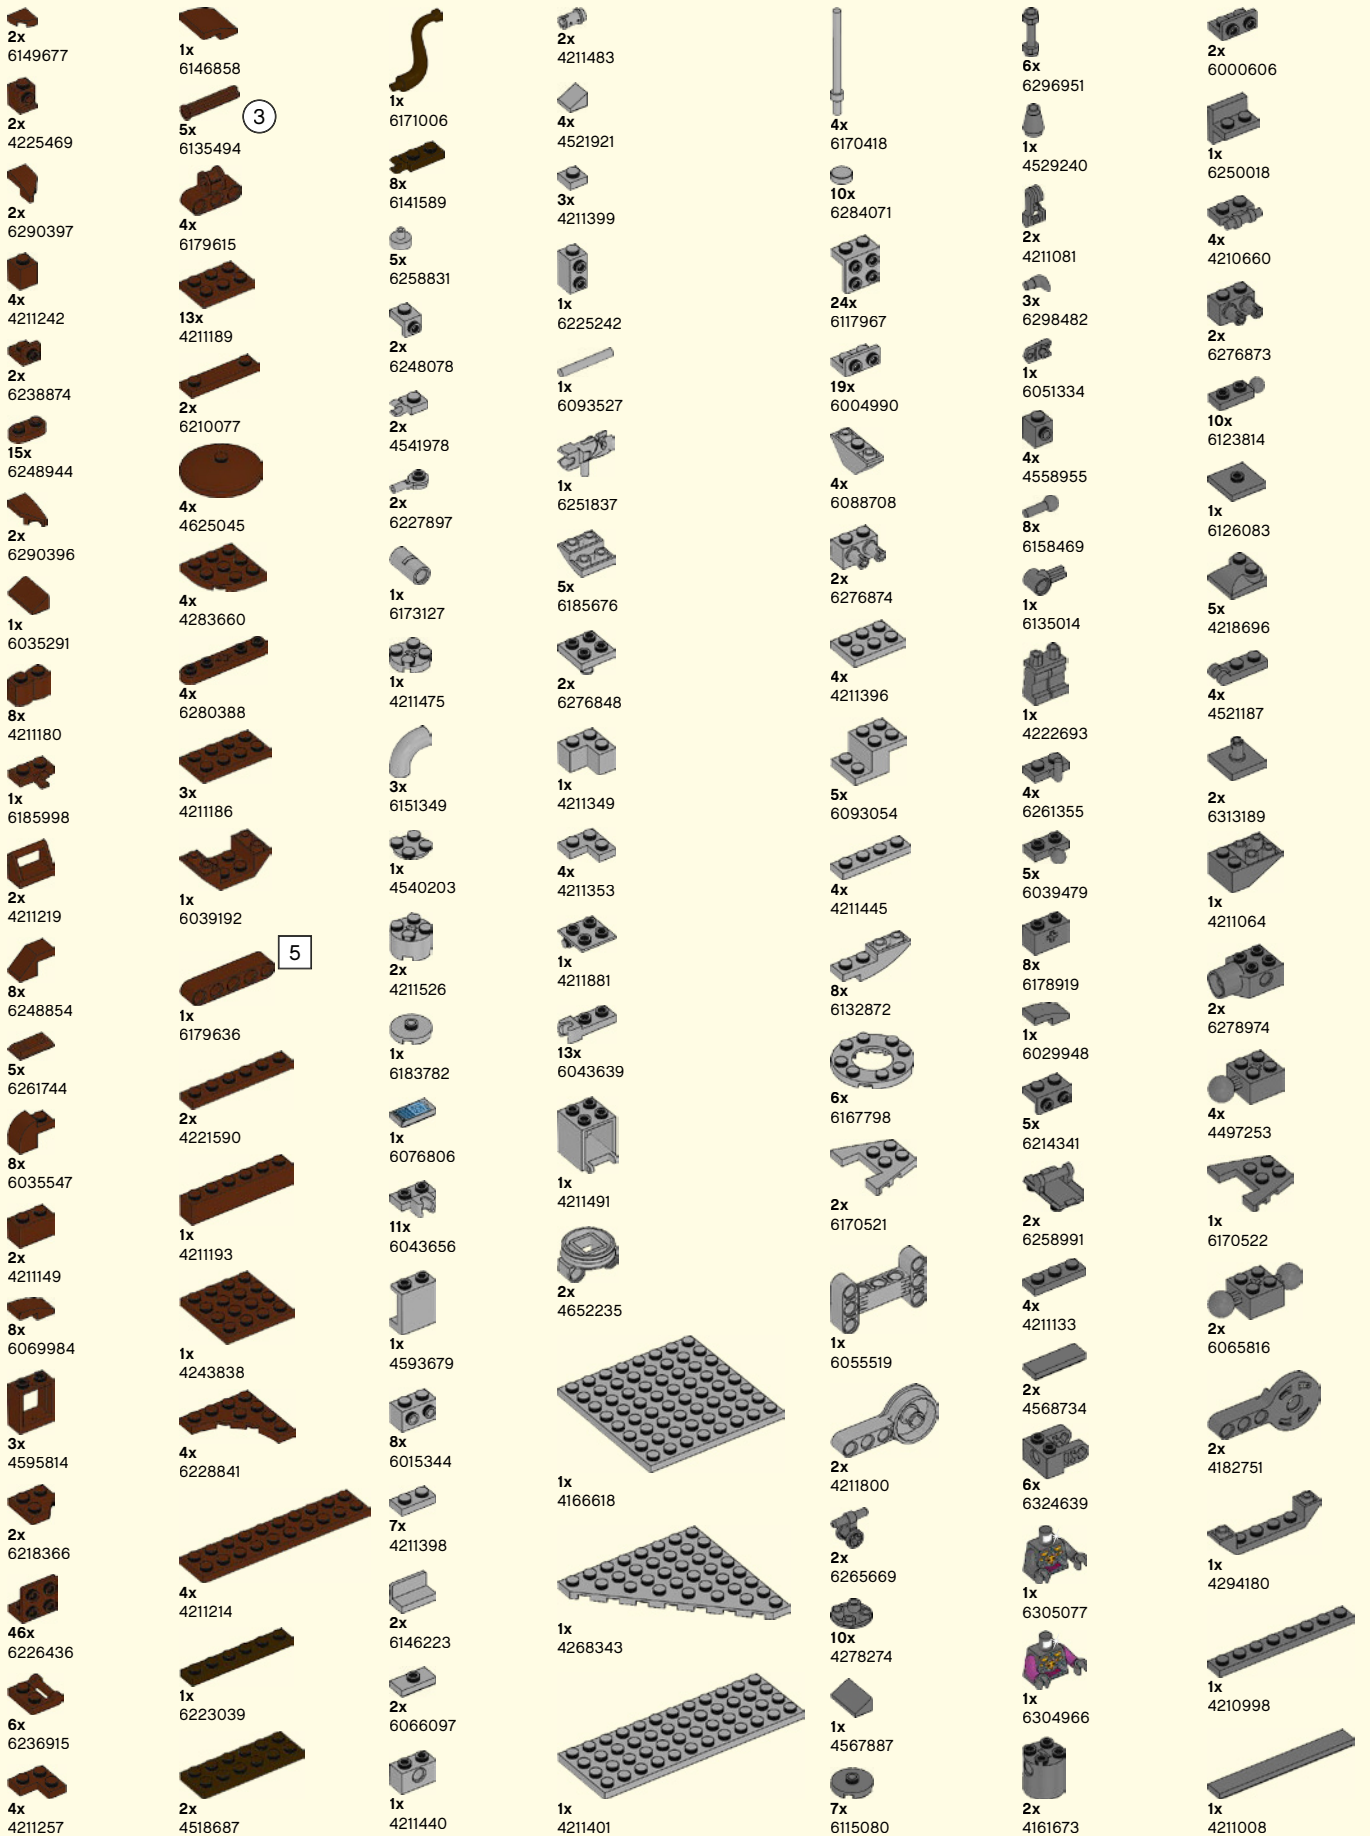 2x
6149677
2x
4225469
2x
6290397
4x
4211242
2x
6238874
15x
6248944
2x
6290396
1x
6035291
8x
4211180
1x
6185998
2x
4211219
8x
6248854
5x
6261744
8x
6035547
2x
4211149
8x
6069984
3x
4595814
2x
6218366
46x
6226436
6x
6236915
4x
4211257
1x
6146858
3
5x
6135494
4x
6179615
13x
4211189
2x
6210077
4x
4625045
4x
4283660
4x
6280388
3x
4211186
1x
6039192
5
1x
6179636
2x
4221590
1x
4211193
1x
4243838
4x
6228841
4x
4211214
1x
6223039
2x
4518687
1x
6171006
8x
6141589
5x
6258831
2x
6248078
2x
4541978
2x
6227897
1x
6173127
1x
4211475
3x
6151349
1x
4540203
2x
4211526
1x
6183782
1x
6076806
11x
6043656
1x
4593679
8x
6015344
7x
4211398
2x
6146223
2x
6066097
1x
4211440
2x
4211483
4x
4521921
3x
4211399
1x
6225242
1x
6093527
1x
6251837
5x
6185676
2x
6276848
1x
4211349
4x
4211353
1x
4211881
13x
6043639
1x
4211491
2x
4652235
1x
4166618
1x
4268343
1x
4211401
4x
6170418
10x
6284071
24x
6117967
19x
6004990
4x
6088708
2x
6276874
4x
4211396
5x
6093054
4x
4211445
8x
6132872
6x
6167798
2x
6170521
1x
6055519
2x
4211800
2x
6265669
10x
4278274
1x
4567887
7x
6115080
6x
6296951
1x
4529240
2x
4211081
3x
6298482
1x
6051334
4x
4558955
8x
6158469
1x
6135014
1x
4222693
4x
6261355
5x
6039479
8x
6178919
1x
6029948
5x
6214341
2x
6258991
4x
4211133
2x
4568734
6x
6324639
1x
6305077
1x
6304966
2x
4161673
2x
6000606
1x
6250018
4x
4210660
2x
6276873
10x
6123814
1x
6126083
5x
4218696
4x
4521187
2x
6313189
1x
4211064
2x
6278974
4x
4497253
1x
6170522
2x
6065816
2x
4182751
1x
4294180
1x
4210998
1x
4211008